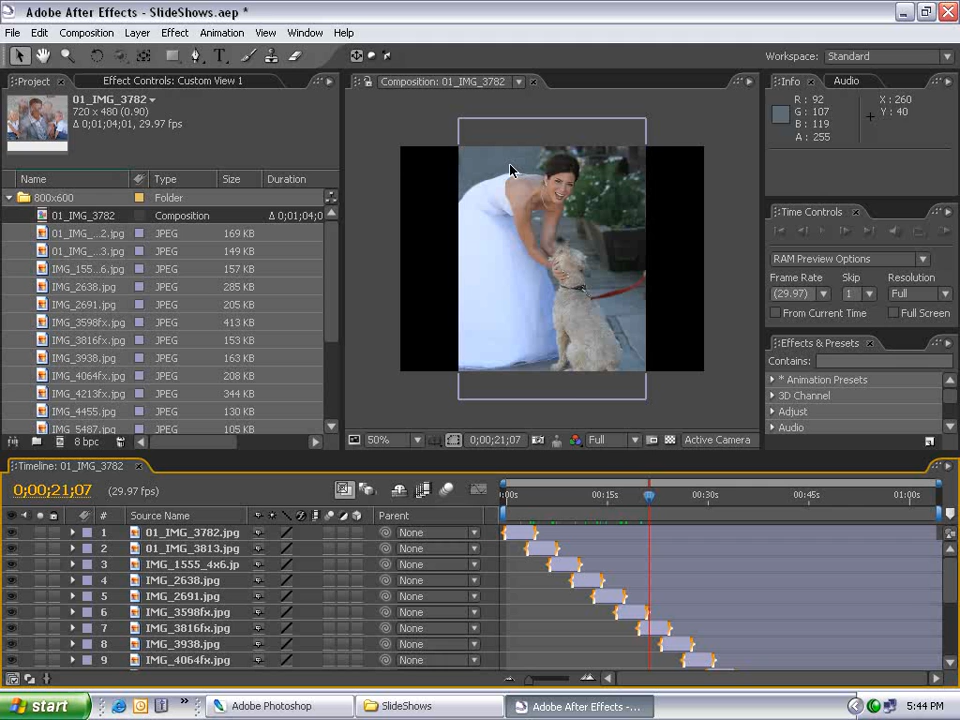 Adobe After Effects - SlideShows.aep *
File Edit Composition Layer Effect Animation View Window Help
Workspace: Standard
Project Effect Controls: Custom View 1
01_IMG_3782
720 x 480 (0.90)
Δ 0;01;04;01, 29.97 fps
Name Type Size Duration
800x600 Folder
01_IMG_3782 Composition Δ 0;01;04;0
01_IMG_...2.jpg JPEG 169 KB
01_IMG_...3.jpg JPEG 149 KB
IMG_155...6.jpg JPEG 157 KB
IMG_2638.jpg JPEG 285 KB
IMG_2691.jpg JPEG 205 KB
IMG_3598fx.jpg JPEG 413 KB
IMG_3816fx.jpg JPEG 153 KB
IMG_3938.jpg JPEG 163 KB
IMG_4064fx.jpg JPEG 208 KB
IMG_4213fx.jpg JPEG 344 KB
IMG_4455.jpg JPEG 130 KB
IMG_5487.jpg JPEG 105 KB
8 bpc
Composition: 01_IMG_3782
50% 0;00;21;07 Full Active Camera
Info Audio
R: 92 X: 260
G: 107 Y: 40
B: 119
A: 255
Time Controls
RAM Preview Options
Frame Rate Skip Resolution
(29.97) 1 Full
From Current Time Full Screen
Effects & Presets
Contains:
* Animation Presets
3D Channel
Adjust
Audio
Timeline: 01_IMG_3782
0;00;21;07 (29.97 fps)
:00s 00:15s 00:30s 00:45s 01:00s
# Source Name Parent
1 01_IMG_3782.jpg None
2 01_IMG_3813.jpg None
3 IMG_1555_4x6.jp None
4 IMG_2638.jpg None
5 IMG_2691.jpg None
6 IMG_3598fx.jpg None
7 IMG_3816fx.jpg None
8 IMG_3938.jpg None
9 IMG_4064fx.jpg None
start Adobe Photoshop SlideShows Adobe After Effects -... 5:44 PM